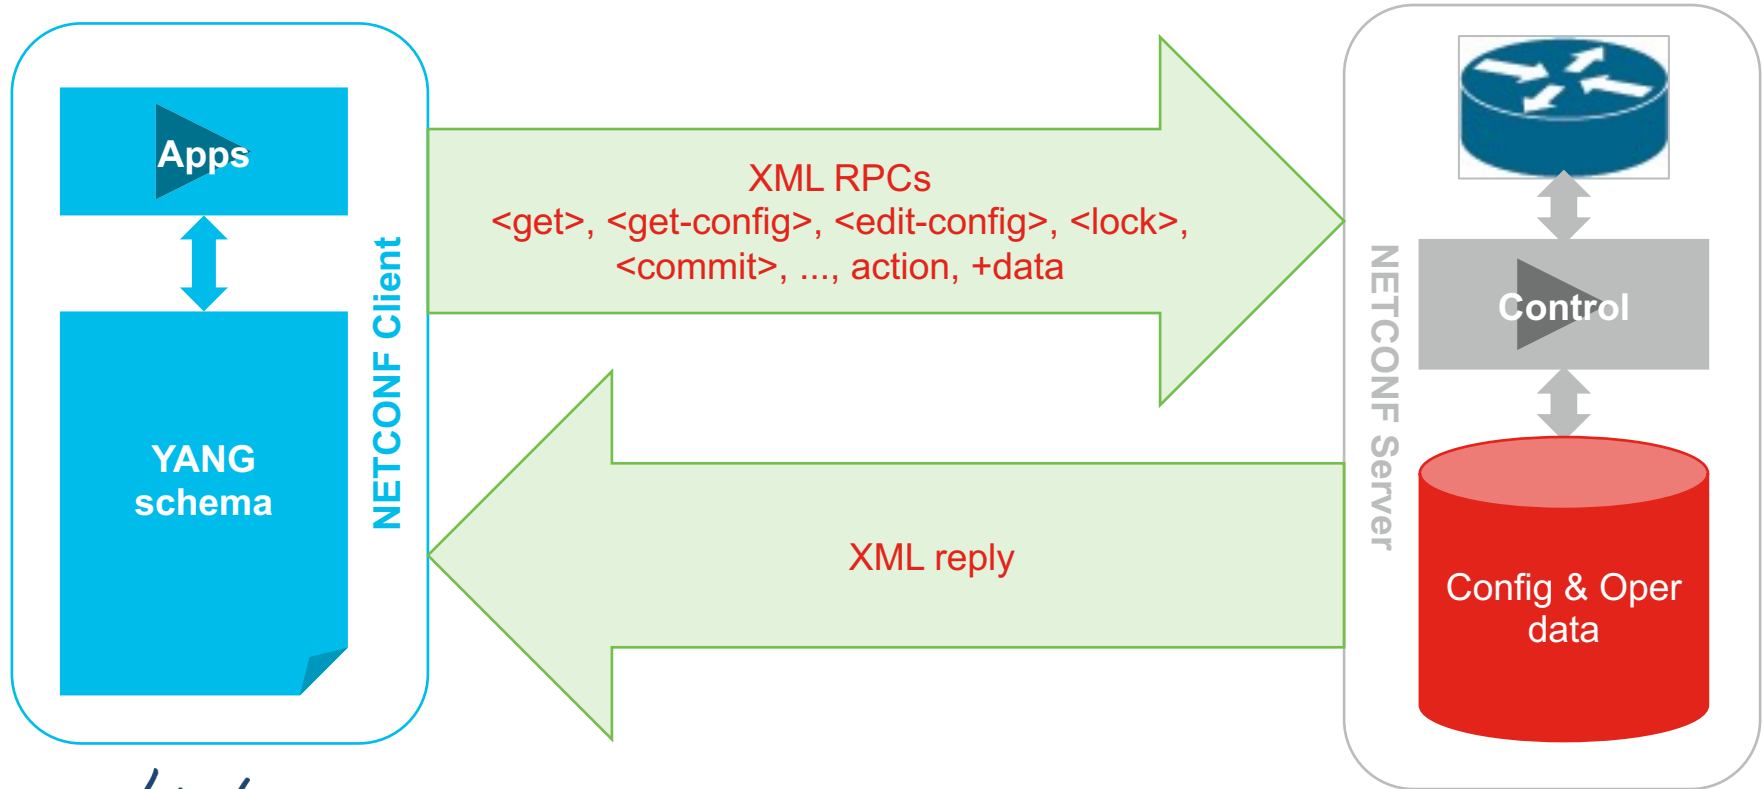 Apps
YANG
schema
NETCONF Client
XML RPCs
<get>, <get-config>, <edit-config>, <lock>,
<commit>, ..., action, +data
XML reply
NETCONF Server
Control
Config & Oper
data